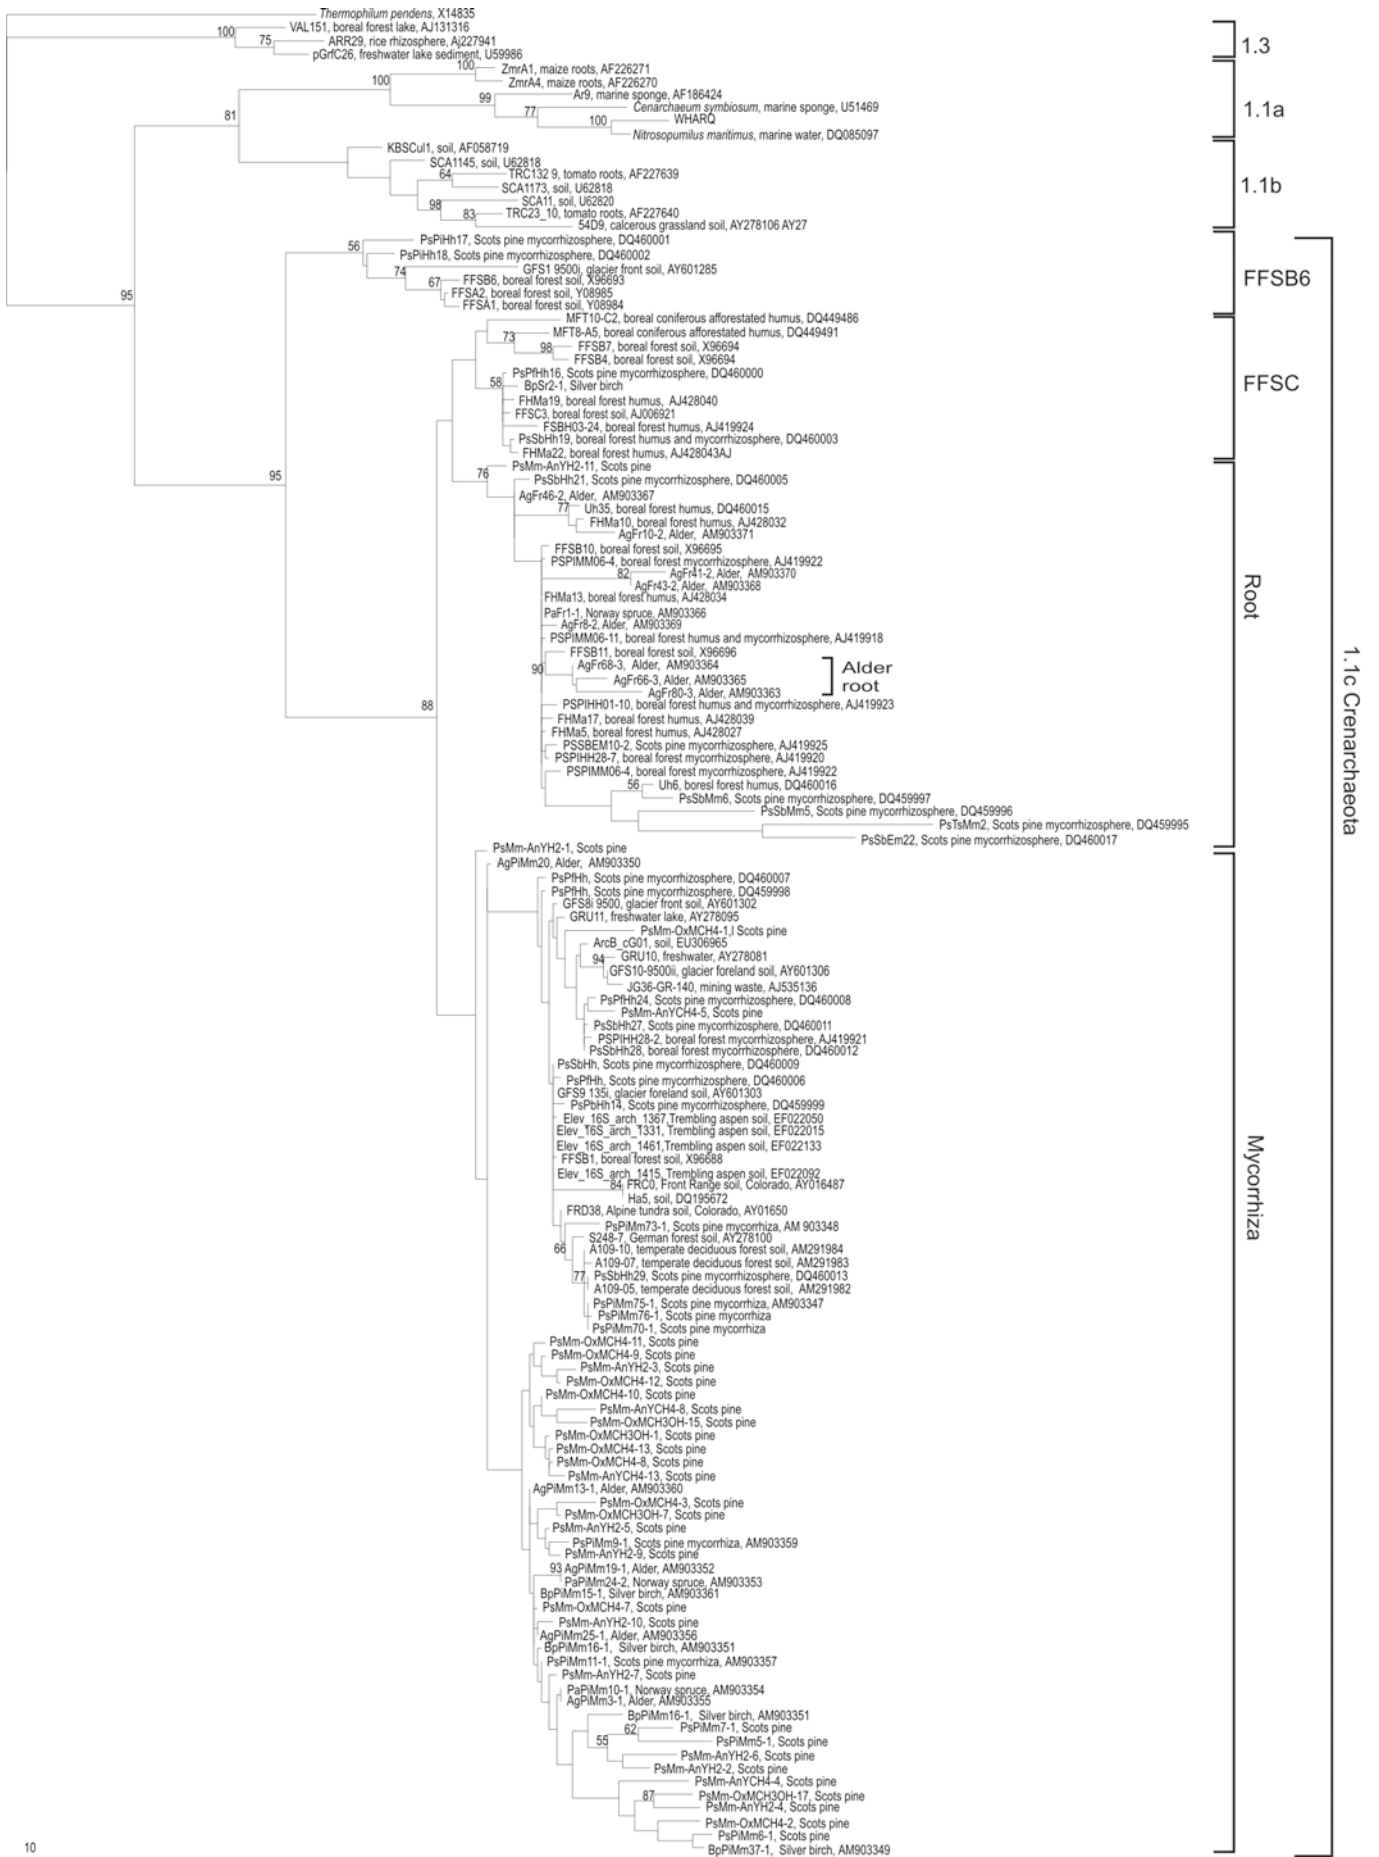 Thermophilum pendens, X14835
VAL151, boreal forest lake, AJ131316
100
75
ARR29, rice rhizosphere, Aj227941
1.3
pGrfC26, freshwater lake sediment, U59986
100
ZmrA1, maize roots, AF226271
100
ZmrA4, maize roots, AF226270
99
Ar9, marine sponge, AF186424
77
Cenarchaeum symbiosum, marine sponge, U51469
1.1a
81
100
WHARQ
Nitrosopumilus maritimus, marine water, DQ085097
KBSCul1, soil, AF058719
SCA1145, soil, U62818
64
TRC132 9, tomato roots, AF227639
SCA1173, soil, U62818
1.1b
98
SCA11, soil, U62820
83
TRC23_10, tomato roots, AF227640
54D9, calcerous grassland soil, AY278106 AY27
56
PsPiHh17, Scots pine mycorrhizosphere, DQ460001
PsPiHh18, Scots pine mycorrhizosphere, DQ460002
74
GFS1 9500i, glacier front soil, AY601285
67
FFSB6, boreal forest soil, X96693
FFSB6
FFSA2, boreal forest soil, Y08985
95
FFSA1, boreal forest soil, Y08984
MFT10-C2, boreal coniferous afforestated humus, DQ449486
73
MFT8-A5, boreal coniferous afforestated humus, DQ449491
98
FFSB7, boreal forest soil, X96694
FFSB4, boreal forest soil, X96694
PsPfHh16, Scots pine mycorrhizosphere, DQ460000
58
BpSr2-1, Silver birch
FFSC
FHMa19, boreal forest humus, AJ428040
FFSC3, boreal forest soil, AJ006921
FSBH03-24, boreal forest humus, AJ419924
PsSbHh19, boreal forest humus and mycorrhizosphere, DQ460003
FHMa22, boreal forest humus, AJ428043AJ
95
76
PsMm-AnYH2-11, Scots pine
PsSbHh21, Scots pine mycorrhizosphere, DQ460005
AgFr46-2, Alder, AM903367
77
Uh35, boreal forest humus, DQ460015
FHMa10, boreal forest humus, AJ428032
AgFr10-2, Alder, AM903371
FFSB10, boreal forest soil, X96695
PSPIMM06-4, boreal forest mycorrhizosphere, AJ419922
82
AgFr41-2, Alder, AM903370
AgFr43-2, Alder, AM903368
FHMa13, boreal forest humus, AJ428034
Root
PaFr1-1, Norway spruce, AM903366
AgFr8-2, Alder, AM903369
PSPIMM06-11, boreal forest humus and mycorrhizosphere, AJ419918
FFSB11, boreal forest soil, X96696
90
AgFr68-3, Alder, AM903364
Alder
root
AgFr66-3, Alder, AM903365
AgFr80-3, Alder, AM903363
88
PSPIHH01-10, boreal forest humus and mycorrhizosphere, AJ419923
FHMa17, boreal forest humus, AJ428039
FHMa5, boreal forest humus, AJ428027
PSSBEM10-2, Scots pine mycorrhizosphere, AJ419925
PSPIHH28-7, boreal forest mycorrhizosphere, AJ419920
PSPIMM06-4, boreal forest mycorrhizosphere, AJ419922
56
Uh6, boresl forest humus, DQ460016
PsSbMm6, Scots pine mycorrhizosphere, DQ459997
PsSbMm5, Scots pine mycorrhizosphere, DQ459996
PsTsMm2, Scots pine mycorrhizosphere, DQ459995
PsSbEm22, Scots pine mycorrhizosphere, DQ460017
1.1c Crenarchaeota
PsMm-AnYH2-1, Scots pine
AgPiMm20, Alder, AM903350
PsPfHh, Scots pine mycorrhizosphere, DQ460007
PsPfHh, Scots pine mycorrhizosphere, DQ459998
GFS8i 9500, glacier front soil, AY601302
GRU11, freshwater lake, AY278095
PsMm-OxMCH4-1,l Scots pine
ArcB_cG01, soil, EU306965
94
GRU10, freshwater, AY278081
GFS10-9500ii, glacier foreland soil, AY601306
JG36-GR-140, mining waste, AJ535136
PsPfHh24, Scots pine mycorrhizosphere, DQ460008
PsMm-AnYCH4-5, Scots pine
PsSbHh27, Scots pine mycorrhizosphere, DQ460011
PSPIHH28-2, boreal forest mycorrhizosphere, AJ419921
PsSbHh28, boreal forest mycorrhizosphere, DQ460012
PsSbHh, Scots pine mycorrhizosphere, DQ460009
PsPfHh, Scots pine mycorrhizosphere, DQ460006
GFS9 135i, glacier foreland soil, AY601303
PsPbHh14, Scots pine mycorrhizosphere, DQ459999
Elev_16S_arch_1367,Trembling aspen soil, EF022050
Elev_16S_arch_1331, Trembling aspen soil, EF022015
Elev_16S_arch_1461,Trembling aspen soil, EF022133
FFSB1, boreal forest soil, X96688
Elev_16S_arch_1415, Trembling aspen soil, EF022092
84
FRC0, Front Range soil, Colorado, AY016487
Ha5, soil, DQ195672
Mycorrhiza
FRD38, Alpine tundra soil, Colorado, AY01650
PsPiMm73-1, Scots pine mycorrhiza, AM 903348
66
S248-7, German forest soil, AY278100
A109-10, temperate deciduous forest soil, AM291984
A109-07, temperate deciduous forest soil, AM291983
77
PsSbHh29, Scots pine mycorrhizosphere, DQ460013
A109-05, temperate deciduous forest soil, AM291982
PsPiMm75-1, Scots pine mycorrhiza, AM903347
PsPiMm76-1, Scots pine mycorrhiza
PsPiMm70-1, Scots pine mycorrhiza
PsMm-OxMCH4-11, Scots pine
PsMm-OxMCH4-9, Scots pine
PsMm-AnYH2-3, Scots pine
PsMm-OxMCH4-12, Scots pine
PsMm-OxMCH4-10, Scots pine
PsMm-AnYCH4-8, Scots pine
PsMm-OxMCH3OH-15, Scots pine
PsMm-OxMCH3OH-1, Scots pine
PsMm-OxMCH4-13, Scots pine
PsMm-OxMCH4-8, Scots pine
PsMm-AnYCH4-13, Scots pine
AgPiMm13-1, Alder, AM903360
PsMm-OxMCH4-3, Scots pine
PsMm-OxMCH3OH-7, Scots pine
PsMm-AnYH2-5, Scots pine
PsPiMm9-1, Scots pine mycorrhiza, AM903359
PsMm-AnYH2-9, Scots pine
93
AgPiMm19-1, Alder, AM903352
PaPiMm24-2, Norway spruce, AM903353
BpPiMm15-1, Silver birch, AM903361
PsMm-OxMCH4-7, Scots pine
PsMm-AnYH2-10, Scots pine
AgPiMm25-1, Alder, AM903356
BpPiMm16-1, Silver birch, AM903351
PsPiMm11-1, Scots pine mycorrhiza, AM903357
PsMm-AnYH2-7, Scots pine
PaPiMm10-1, Norway spruce, AM903354
AgPiMm3-1, Alder, AM903355
BpPiMm16-1, Silver birch, AM903351
62
PsPiMm7-1, Scots pine
55
PsPiMm5-1, Scots pine
PsMm-AnYH2-6, Scots pine
PsMm-AnYH2-2, Scots pine
PsMm-AnYCH4-4, Scots pine
87
PsMm-OxMCH3OH-17, Scots pine
PsMm-AnYH2-4, Scots pine
PsMm-OxMCH4-2, Scots pine
PsPiMm6-1, Scots pine
10
BpPiMm37-1, Silver birch, AM903349